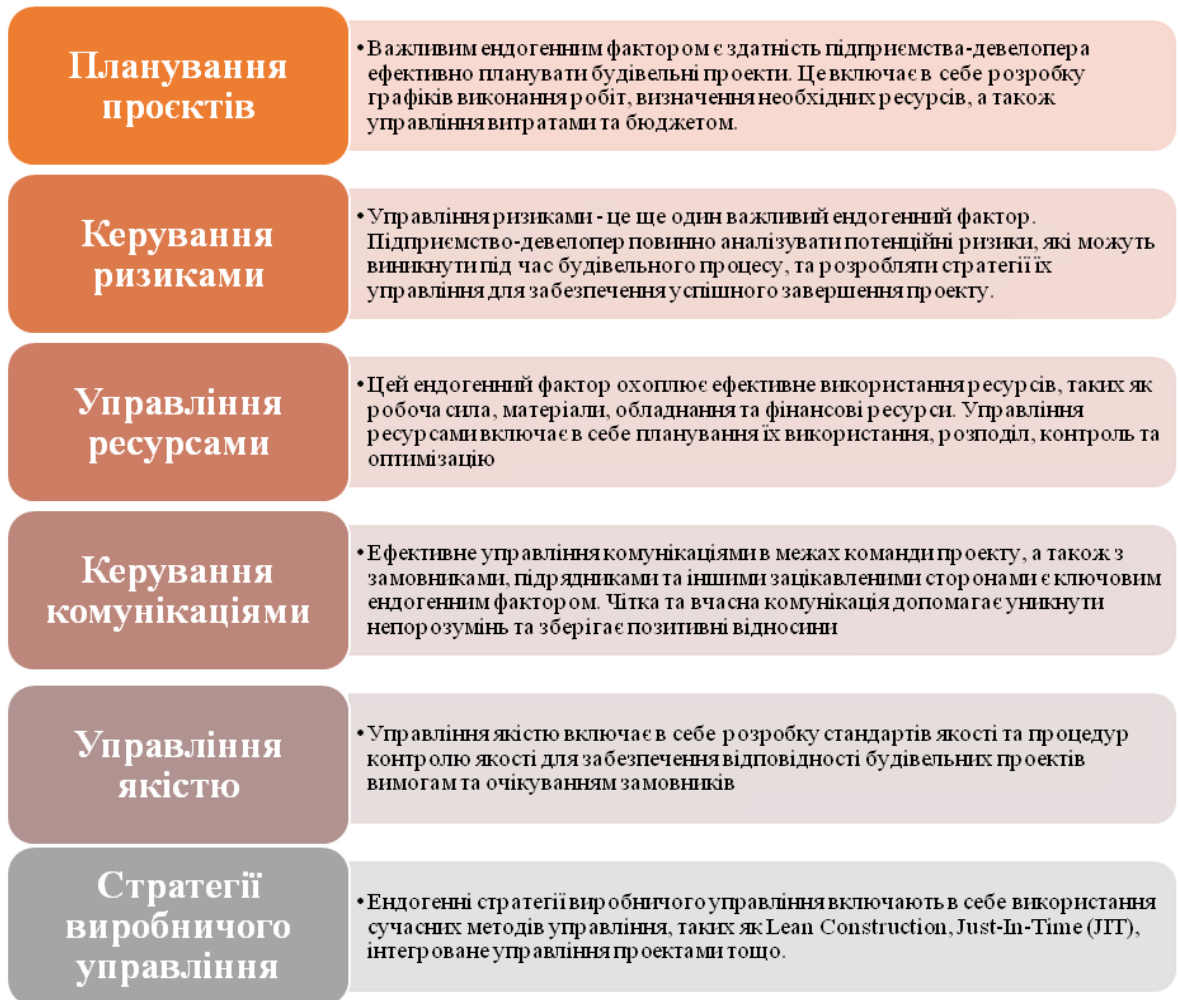 Планування
проєктів
• Важливим ендогенним фактором є здатність підприємства-девелопера
ефективно планувати будівельні проекти. Це включає в себе розробку
графіків виконання робіт, визначення необхідних ресурсів, а також
управління витратами та бюджетом.
Керування
ризиками
• Управління ризиками - це ще один важливий ендогенний фактор.
Підприємство-девелопер повинно аналізувати потенційні ризики, які можуть
виникнути під час будівельного процесу, та розробляти стратегії їх
управління для забезпечення успішного завершення проекту.
Управління
ресурсами
• Цей ендогенний фактор охоплює ефективне використання ресурсів, таких як
робоча сила, матеріали, обладнання та фінансові ресурси. Управління
ресурсами включає в себе планування їх використання, розподіл, контроль та
оптимізацію
Керування
комунікаціями
• Ефективне управління комунікаціями в межах команди проекту, а також з
замовниками, підрядниками та іншими зацікавленими сторонами є ключовим
ендогенним фактором. Чітка та вчасна комунікація допомагає уникнути
непорозумінь та зберігає позитивні відносини
Управління
якістю
• Управління якістю включає в себе розробку стандартів якості та процедур
контролю якості для забезпечення відповідності будівельних проектів
вимогам та очікуванням замовників
Стратегії
виробничого
управління
• Ендогенні стратегії виробничого управління включають в себе використання
сучасних методів управління, таких як Lean Construction, Just-In-Time (JIT),
інтегроване управління проектами тощо.